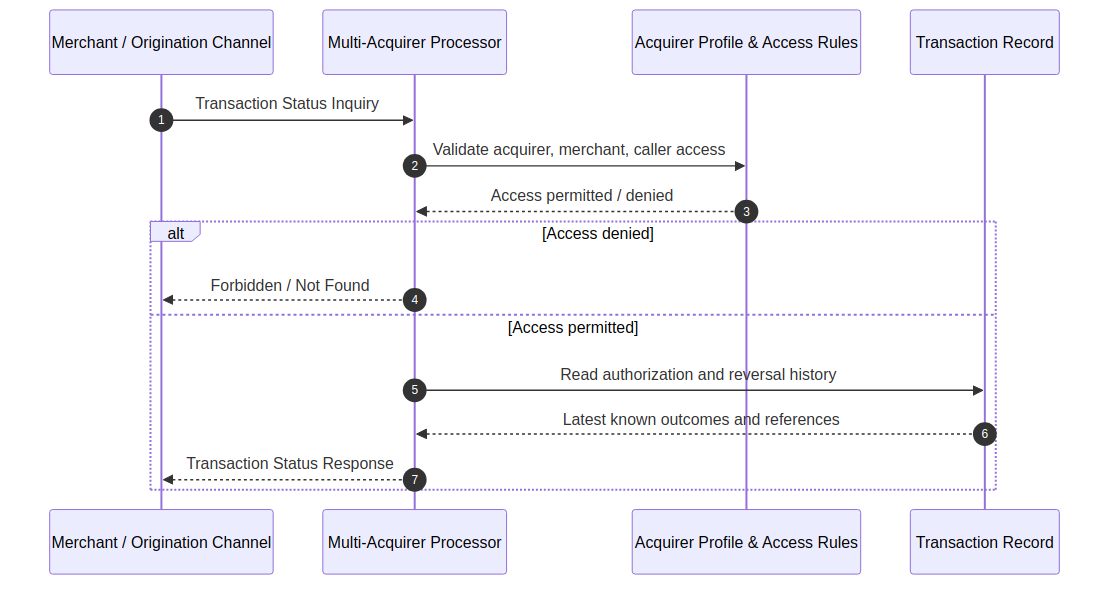 Merchant / Origination Channel
Multi-Acquirer Processor
Acquirer Profile & Access Rules
Transaction Record
Transaction Status Inquiry
1
Validate acquirer, merchant, caller access
2
Access permitted / denied
3
alt
[Access denied]
Forbidden / Not Found
4
[Access permitted]
Read authorization and reversal history
5
Latest known outcomes and references
6
Transaction Status Response
7
Merchant / Origination Channel
Multi-Acquirer Processor
Acquirer Profile & Access Rules
Transaction Record